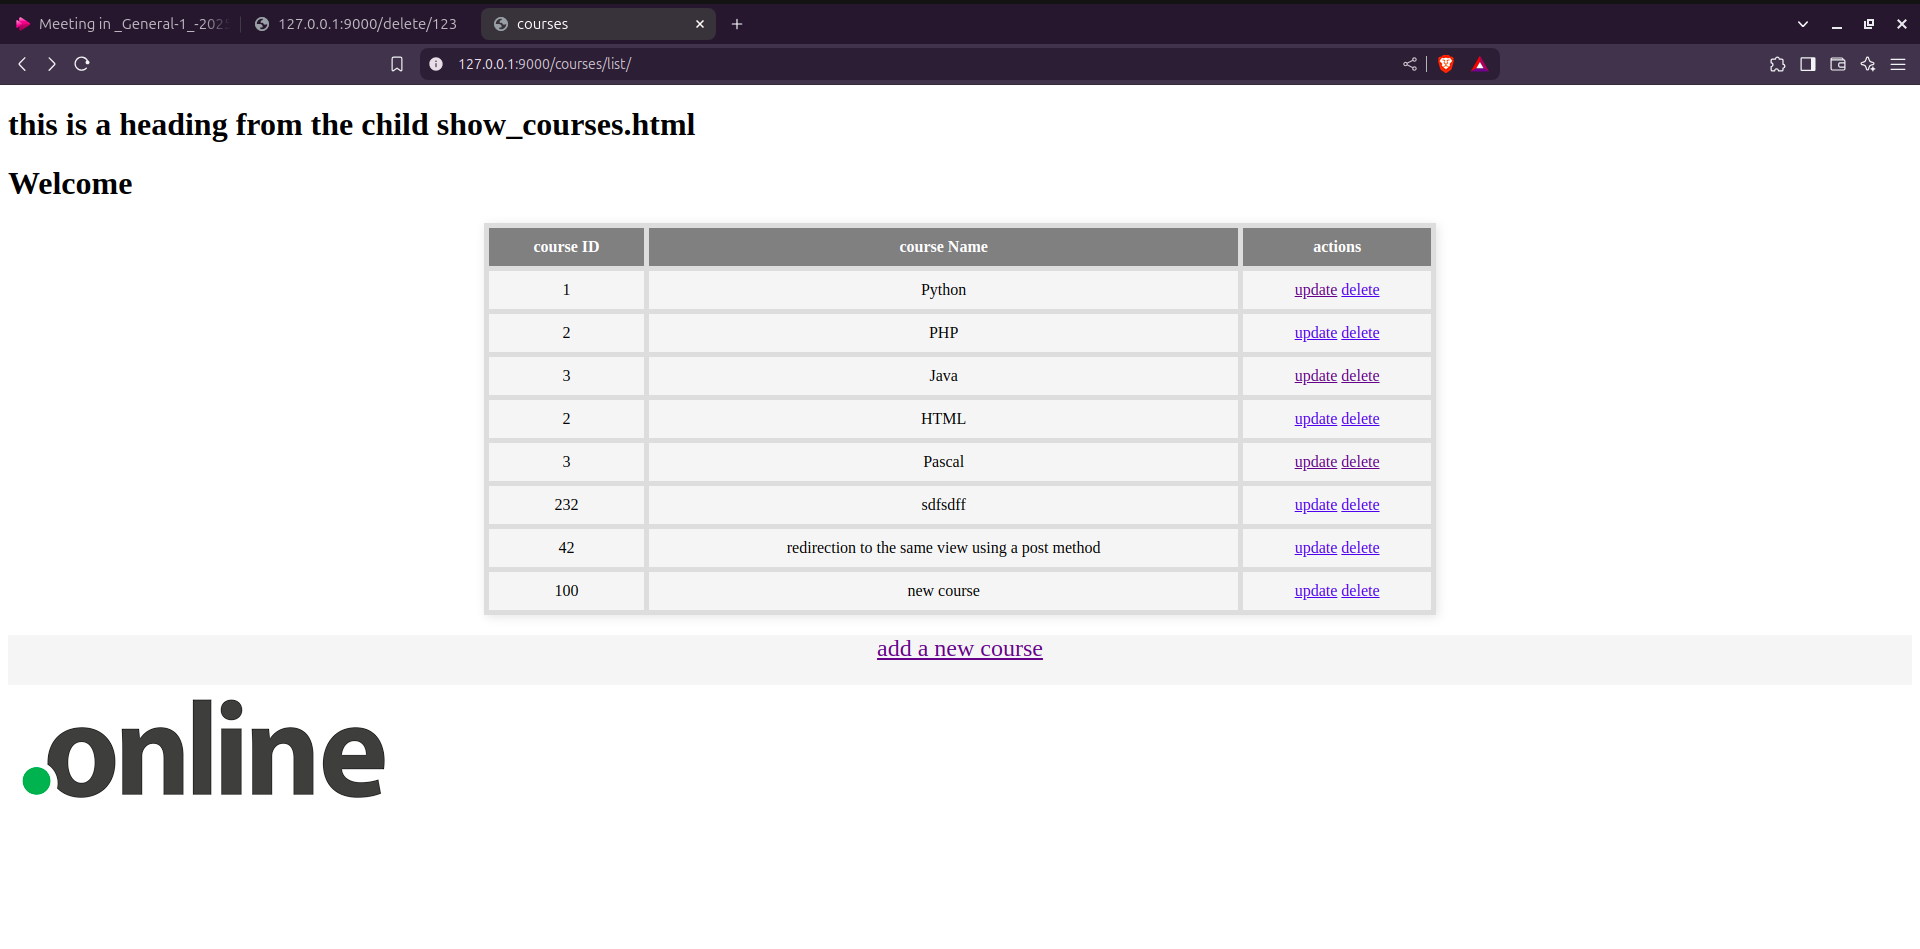 Meeting in _General-1_-202
127.0.0.1:9000/delete/123
courses
127.0.0.1:9000/courses/list/
this is a heading from the child show_courses.html
Welcome
course ID course Name actions
1 Python update delete
2 PHP update delete
3 Java update delete
2 HTML update delete
3 Pascal update delete
232 sdfsdff update delete
42 redirection to the same view using a post method update delete
100 new course update delete
add a new course
.online